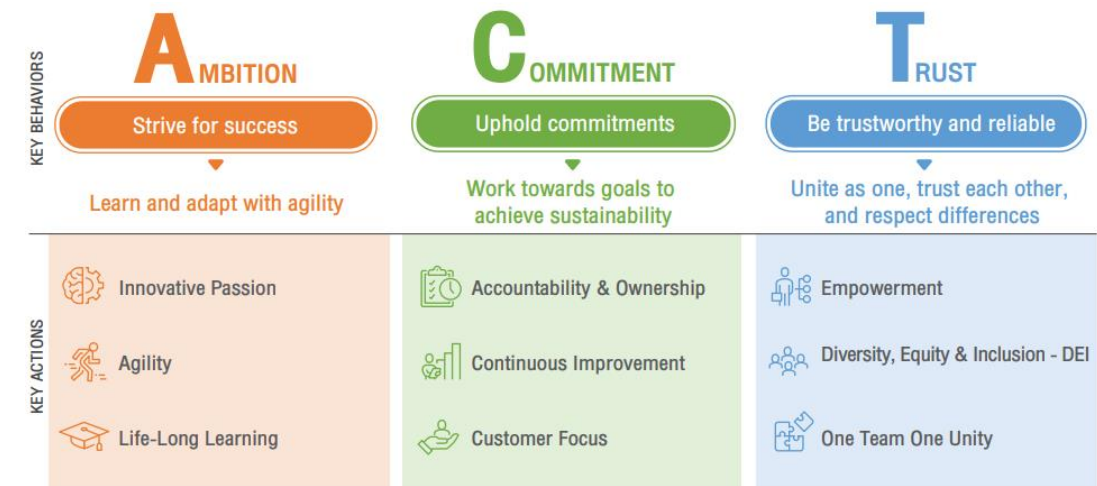 KEY BEHAVIORS
AMBITION
Strive for success
Learn and adapt with agility
COMMITMENT
Uphold commitments
Work towards goals to
achieve sustainability
TRUST
Be trustworthy and reliable
Unite as one, trust each other,
and respect differences
KEY ACTIONS
Innovative Passion
Agility
Life-Long Learning
Accountability & Ownership
Continuous Improvement
Customer Focus
Empowerment
Diversity, Equity & Inclusion - DEI
One Team One Unity